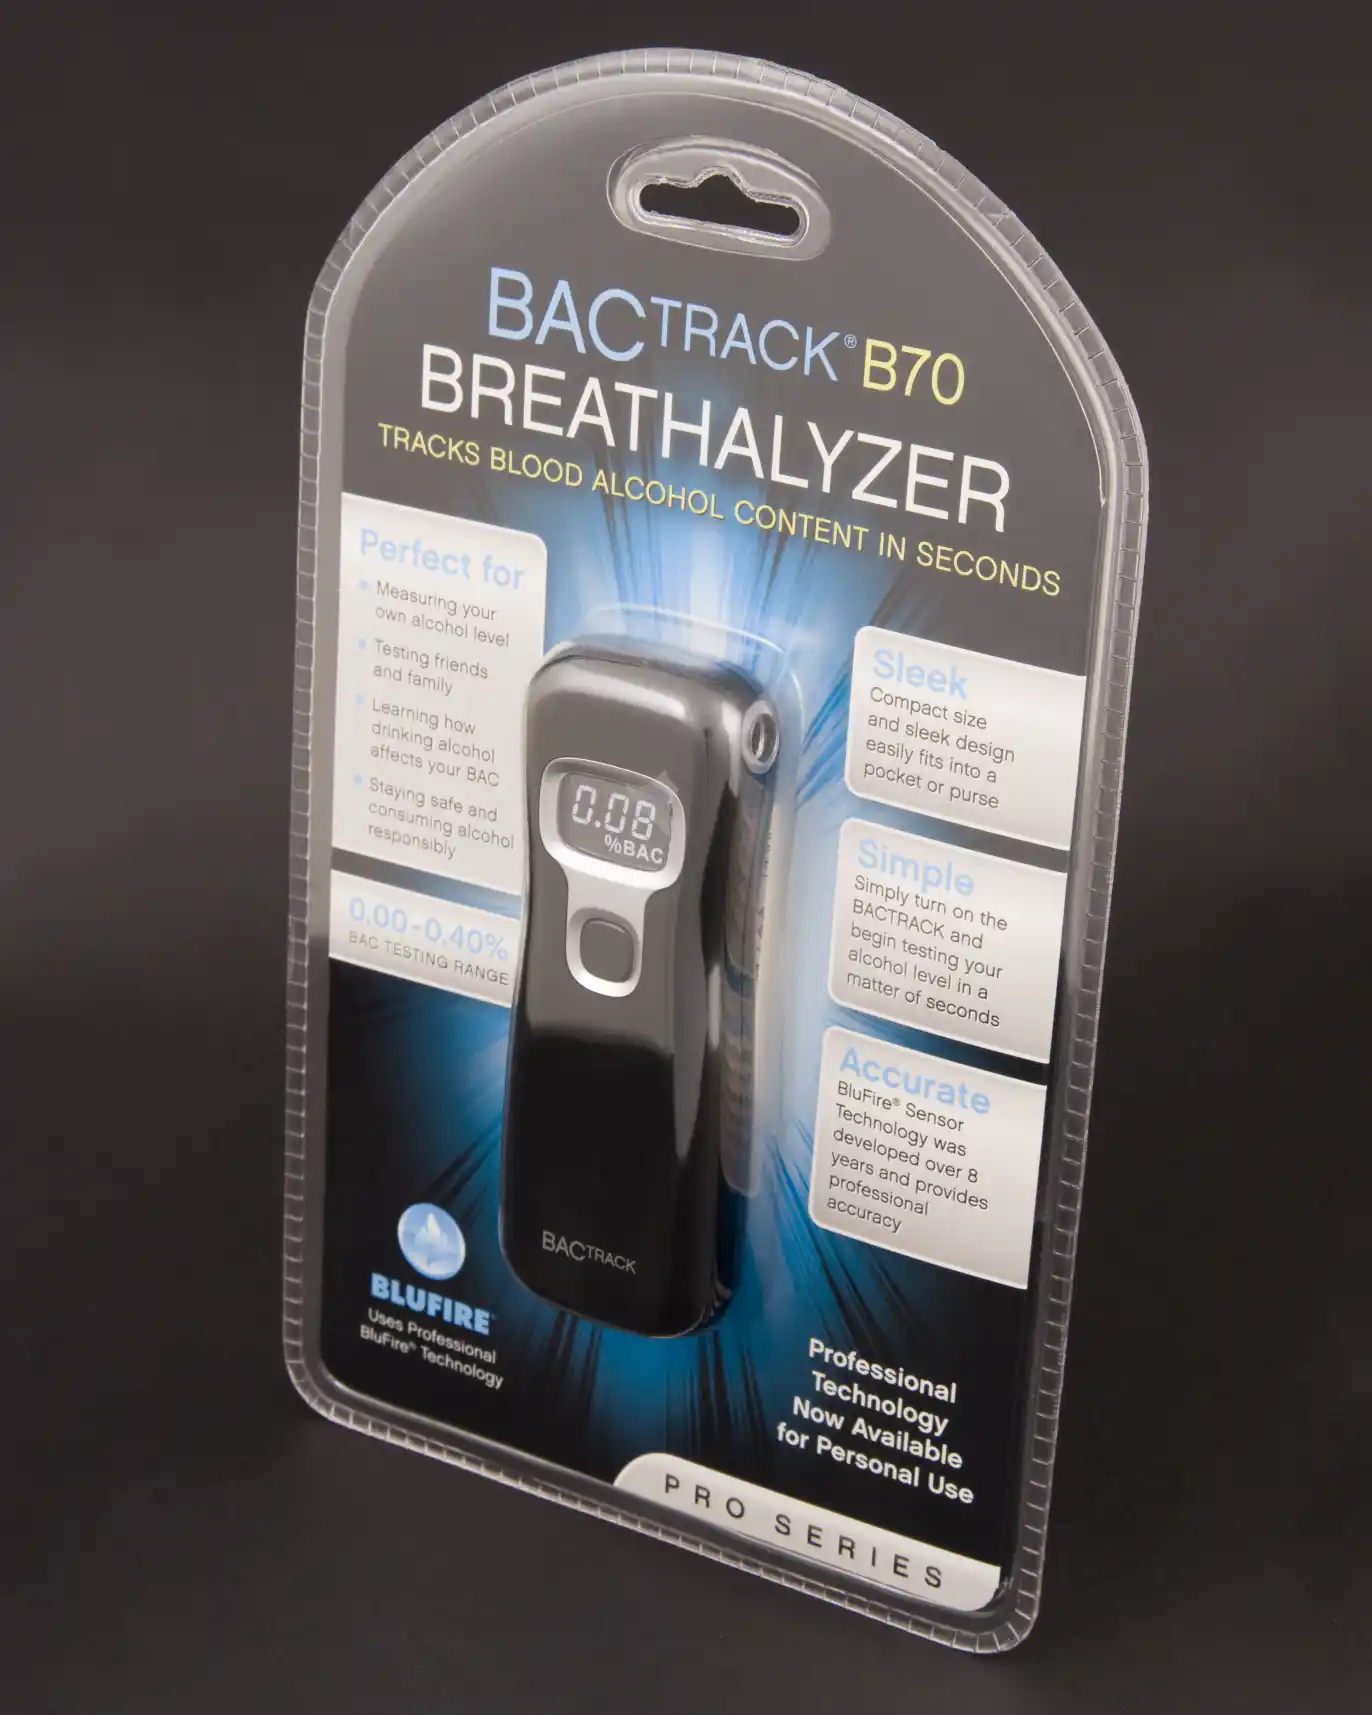 BACTRACK® B70
BREATHALYZER
TRACKS BLOOD ALCOHOL CONTENT IN SECONDS
Perfect for
Measuring your
own alcohol level
Testing friends
and family
Learning how
drinking alcohol
affects your BAC
Staying safe and
consuming alcohol
responsibly
0.00-0.40%
BAC TESTING RANGE
0.08
%BAC
BACTRACK
Sleek
Compact size
and sleek design
easily fits into a
pocket or purse
Simple
Simply turn on the
BACTRACK and
begin testing your
alcohol level in a
matter of seconds
Accurate
BluFire® Sensor
Technology was
developed over 8
years and provides
professional
accuracy
BLUFIRE
Uses Professional
BluFire® Technology
Professional
Technology
Now Available
for Personal Use
PRO SERIES